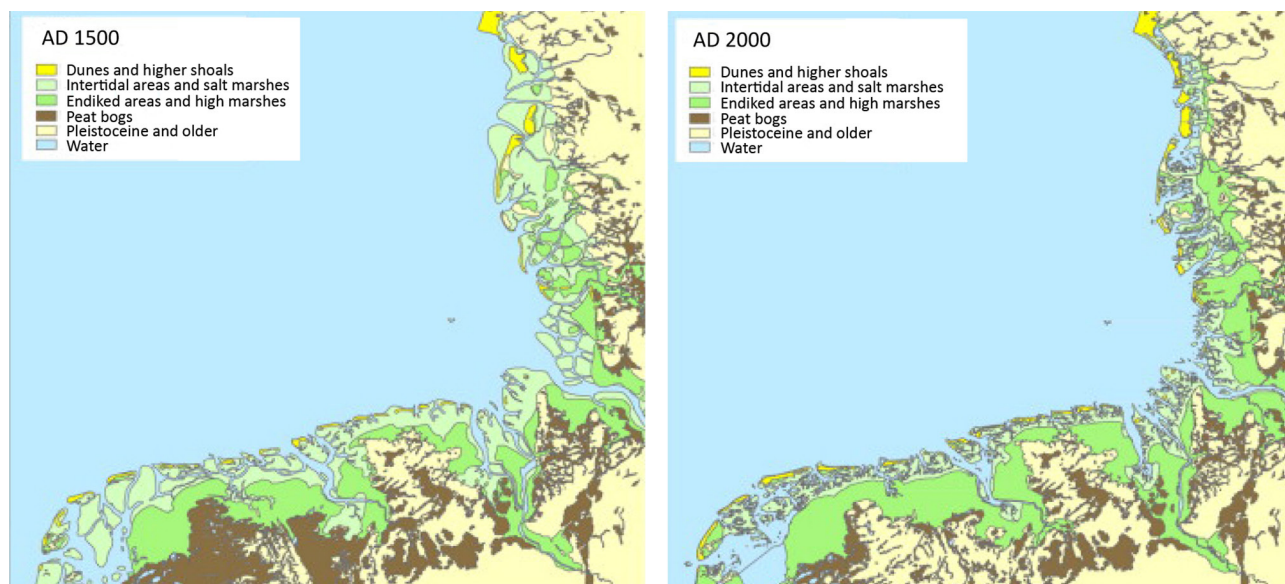 AD 1500
Dunes and higher shoals
Intertidal areas and salt marshes
Endiked areas and high marshes
Peat bogs
Pleistoceine and older
Water
AD 2000
Dunes and higher shoals
Intertidal areas and salt marshes
Endiked areas and high marshes
Peat bogs
Pleistoceine and older
Water